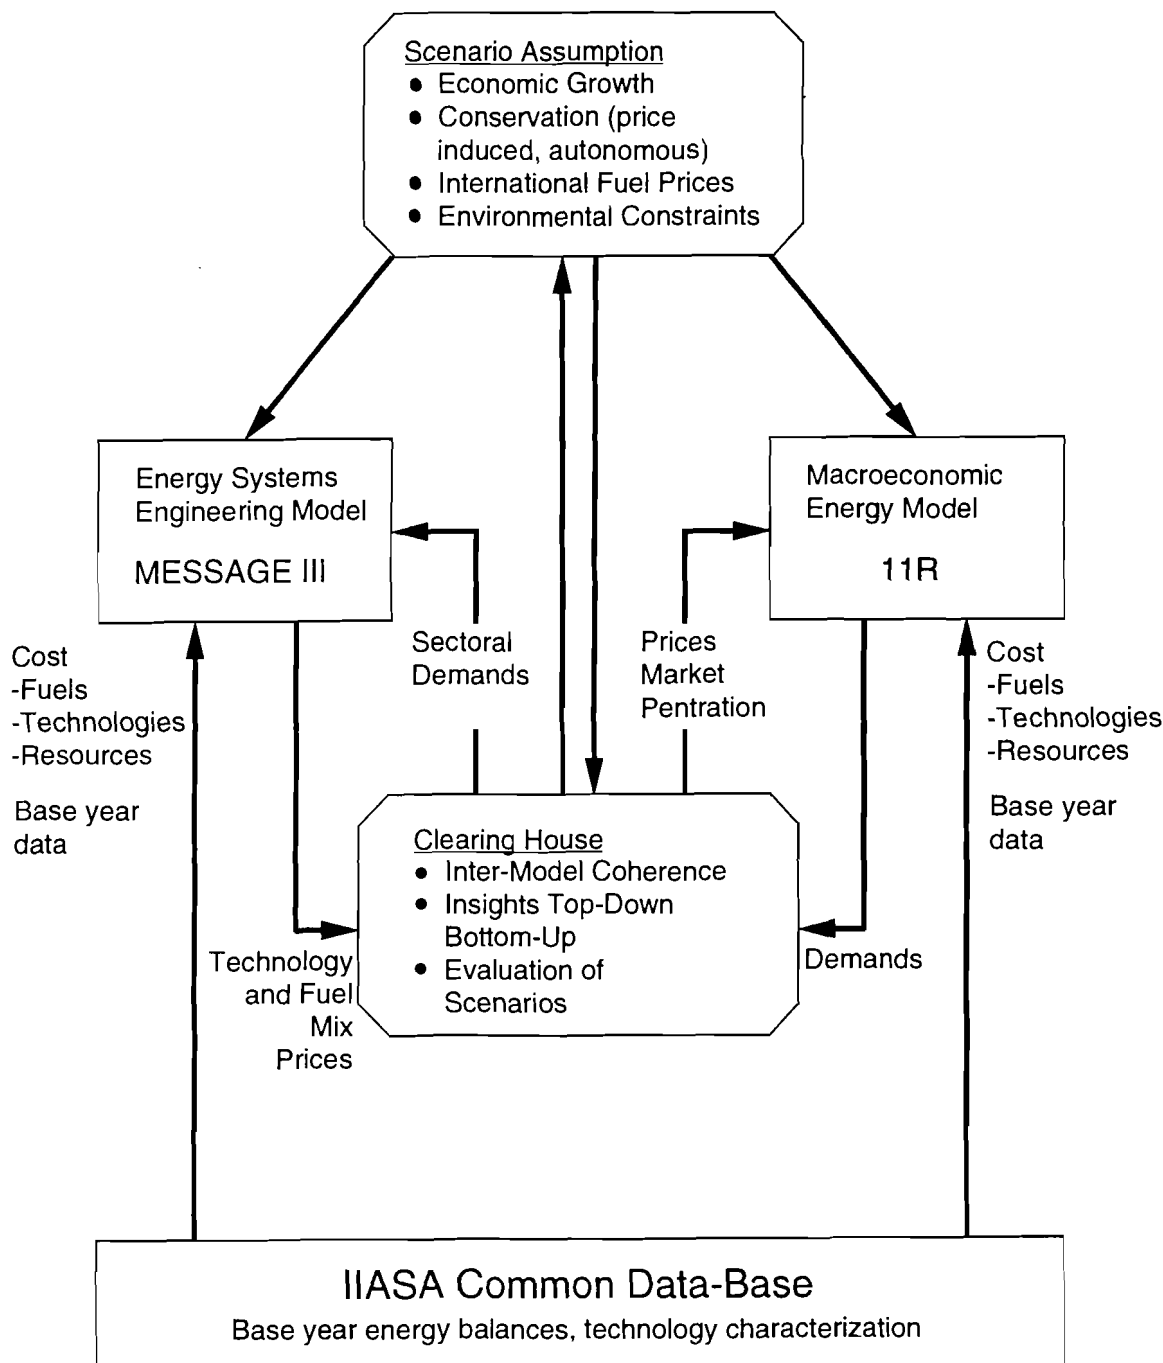 Scenario Assumption
● Economic Growth
● Conservation (price
induced, autonomous)
● International Fuel Prices
● Environmental Constraints
Energy Systems
Engineering Model
MESSAGE III
Macroeconomic
Energy Model
11R
Sectoral
Demands
Prices
Market
Pentration
Cost
-Fuels
-Technologies
-Resources
Base year
data
Cost
-Fuels
-Technologies
-Resources
Base year
data
Clearing House
● Inter-Model Coherence
● Insights Top-Down
Bottom-Up
● Evaluation of
Scenarios
Technology
and Fuel
Mix
Prices
Demands
IIASA Common Data-Base
Base year energy balances, technology characterization